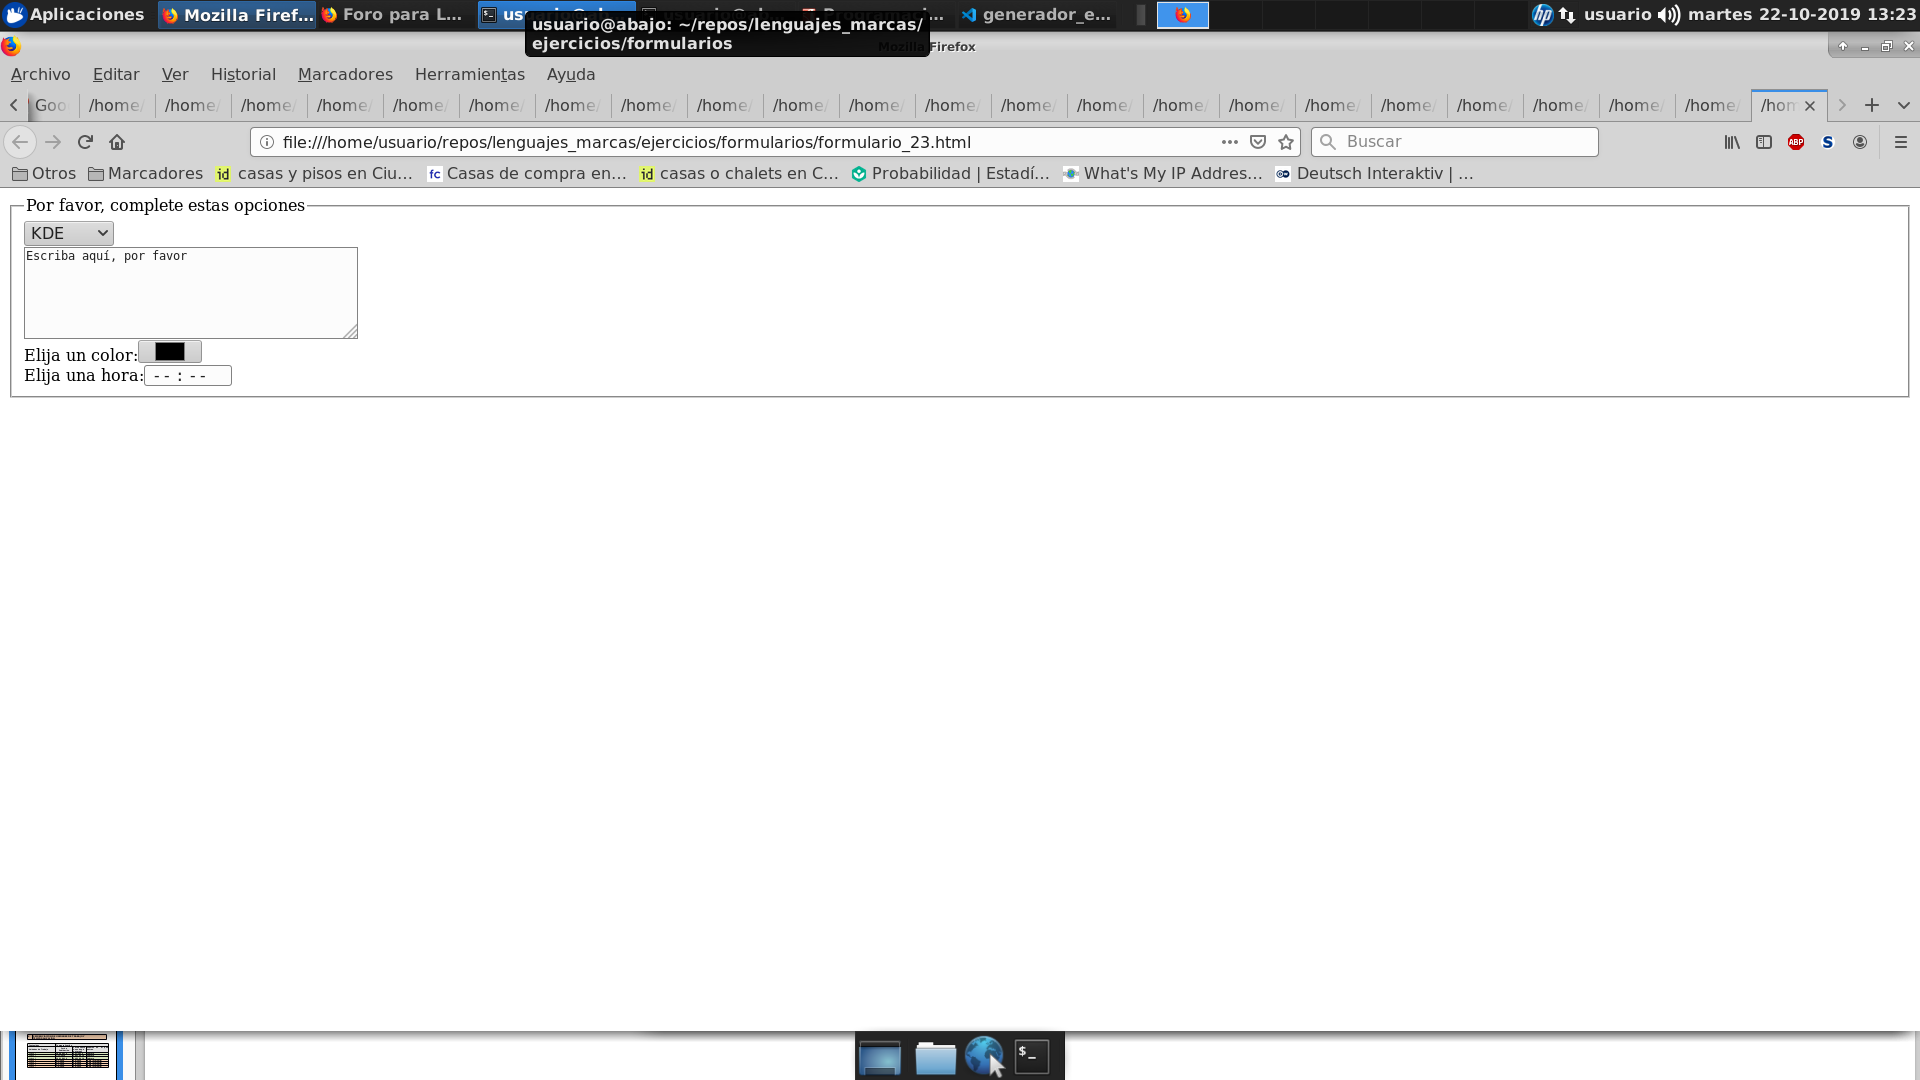 Aplicaciones
Mozilla Firef...
Foro para L...
generador_e...
usuario
martes 22-10-2019 13:23
usuario@abajo: ~/repos/lenguajes_marcas/
ejercicios/formularios
Firefox
Archivo Editar Ver Historial Marcadores Herramientas Ayuda
Goo /home/ /home/ /home/ /home/ /home/ /home/ /home/ /home/ /home/ /home/ /home/ /home/ /home/ /home/ /home/ /home/ /home/ /home/ /home/ /home/ /home/ /home/ /hom
file:///home/usuario/repos/lenguajes_marcas/ejercicios/formularios/formulario_23.html
Buscar
ABP
S
Otros Marcadores id casas y pisos en Ciu... fc Casas de compra en... id casas o chalets en C... Probabilidad | Estadí... What's My IP Addres... Deutsch Interaktiv | ...
Por favor, complete estas opciones
KDE
Escriba aquí, por favor
Elija un color:
Elija una hora: -- : --
$_